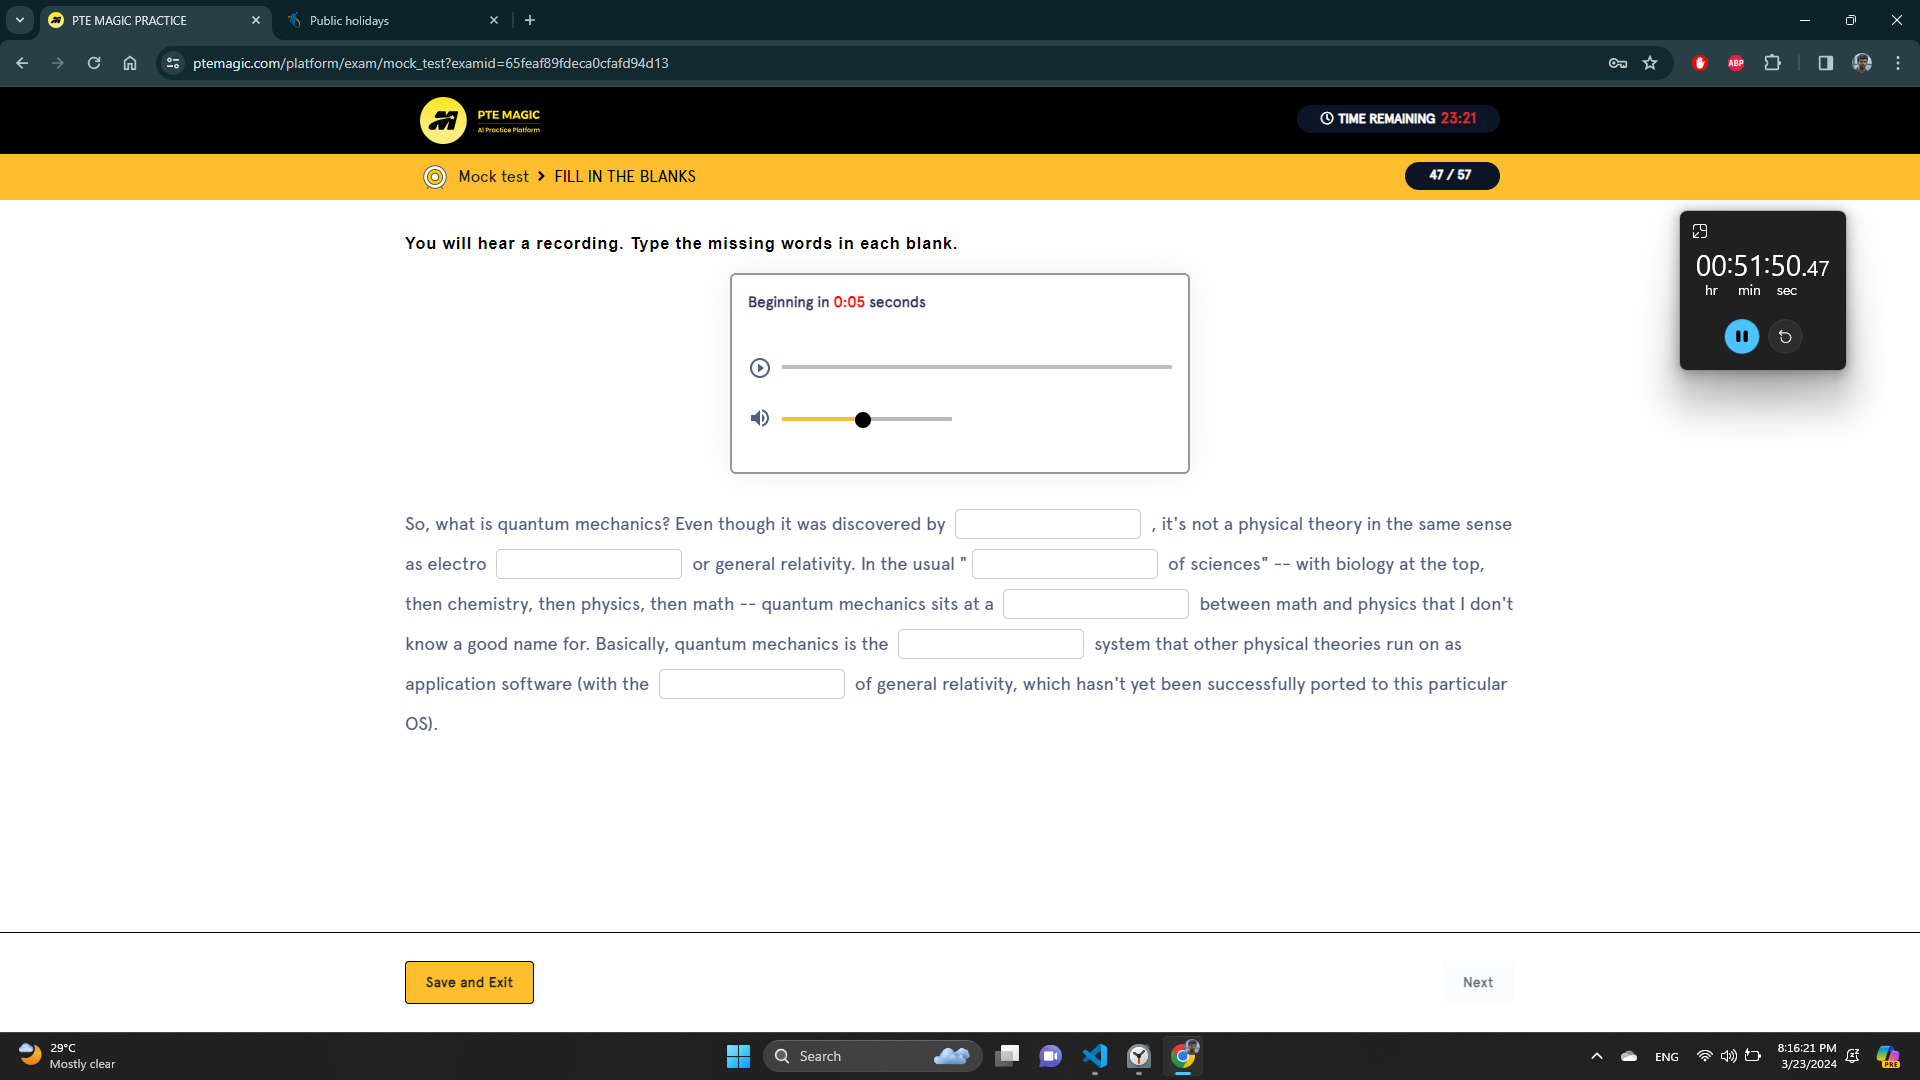 PTE MAGIC PRACTICE
Public holidays
ptemagic.com/platform/exam/mock_test?examid=65feaf89fdeca0cfafd94d13
ABP
PTE MAGIC
AI Practice Platform
TIME REMAINING 23:21
Mock test > FILL IN THE BLANKS
47 / 57
You will hear a recording. Type the missing words in each blank.
00:51:50.47
hr min sec
Beginning in 0:05 seconds
So, what is quantum mechanics? Even though it was discovered by , it's not a physical theory in the same sense
as electro or general relativity. In the usual " of sciences" -- with biology at the top,
then chemistry, then physics, then math -- quantum mechanics sits at a between math and physics that I don't
know a good name for. Basically, quantum mechanics is the system that other physical theories run on as
application software (with the of general relativity, which hasn't yet been successfully ported to this particular
OS).
Save and Exit
Next
29°C
Mostly clear
Search
ENG
8:16:21 PM
3/23/2024
PRE